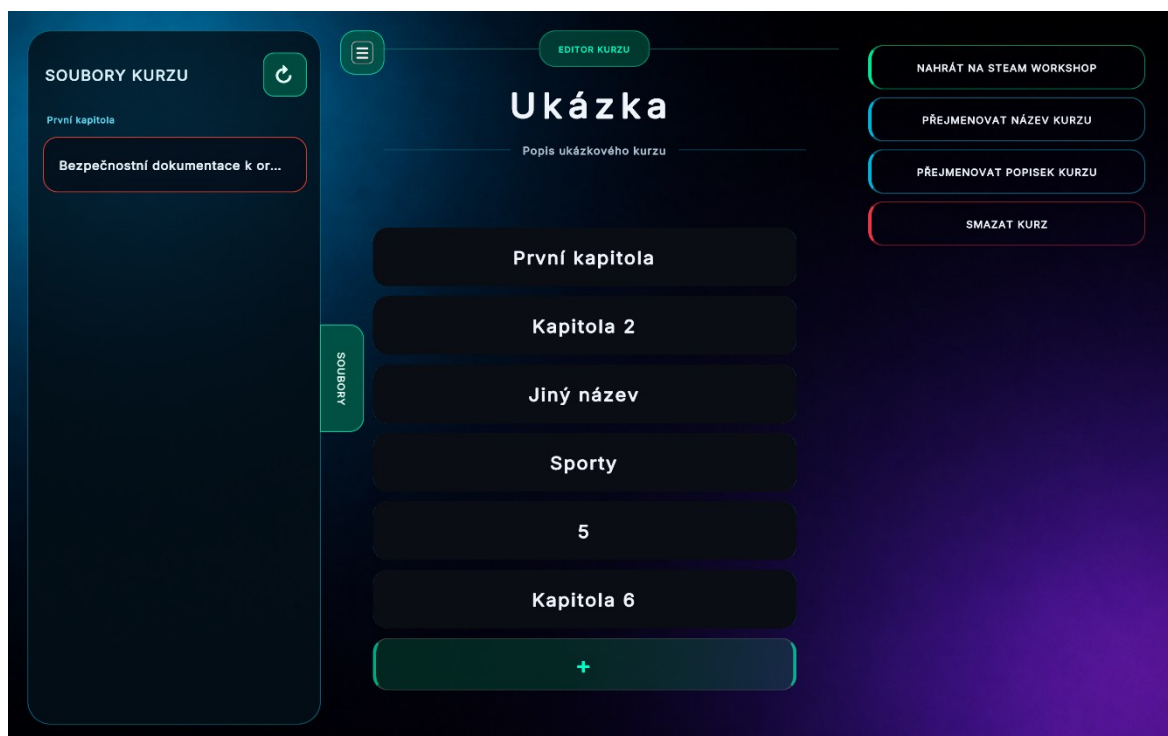 SOUBORY KURZU
První kapitola
Bezpečnostní dokumentace k or...
SOUBORY
EDITOR KURZU
Ukázka
Popis ukázkového kurzu
První kapitola
Kapitola 2
Jiný název
Sporty
5
Kapitola 6
+
NAHRÁT NA STEAM WORKSHOP
PŘEJMENOVAT NÁZEV KURZU
PŘEJMENOVAT POPISEK KURZU
SMAZAT KURZ